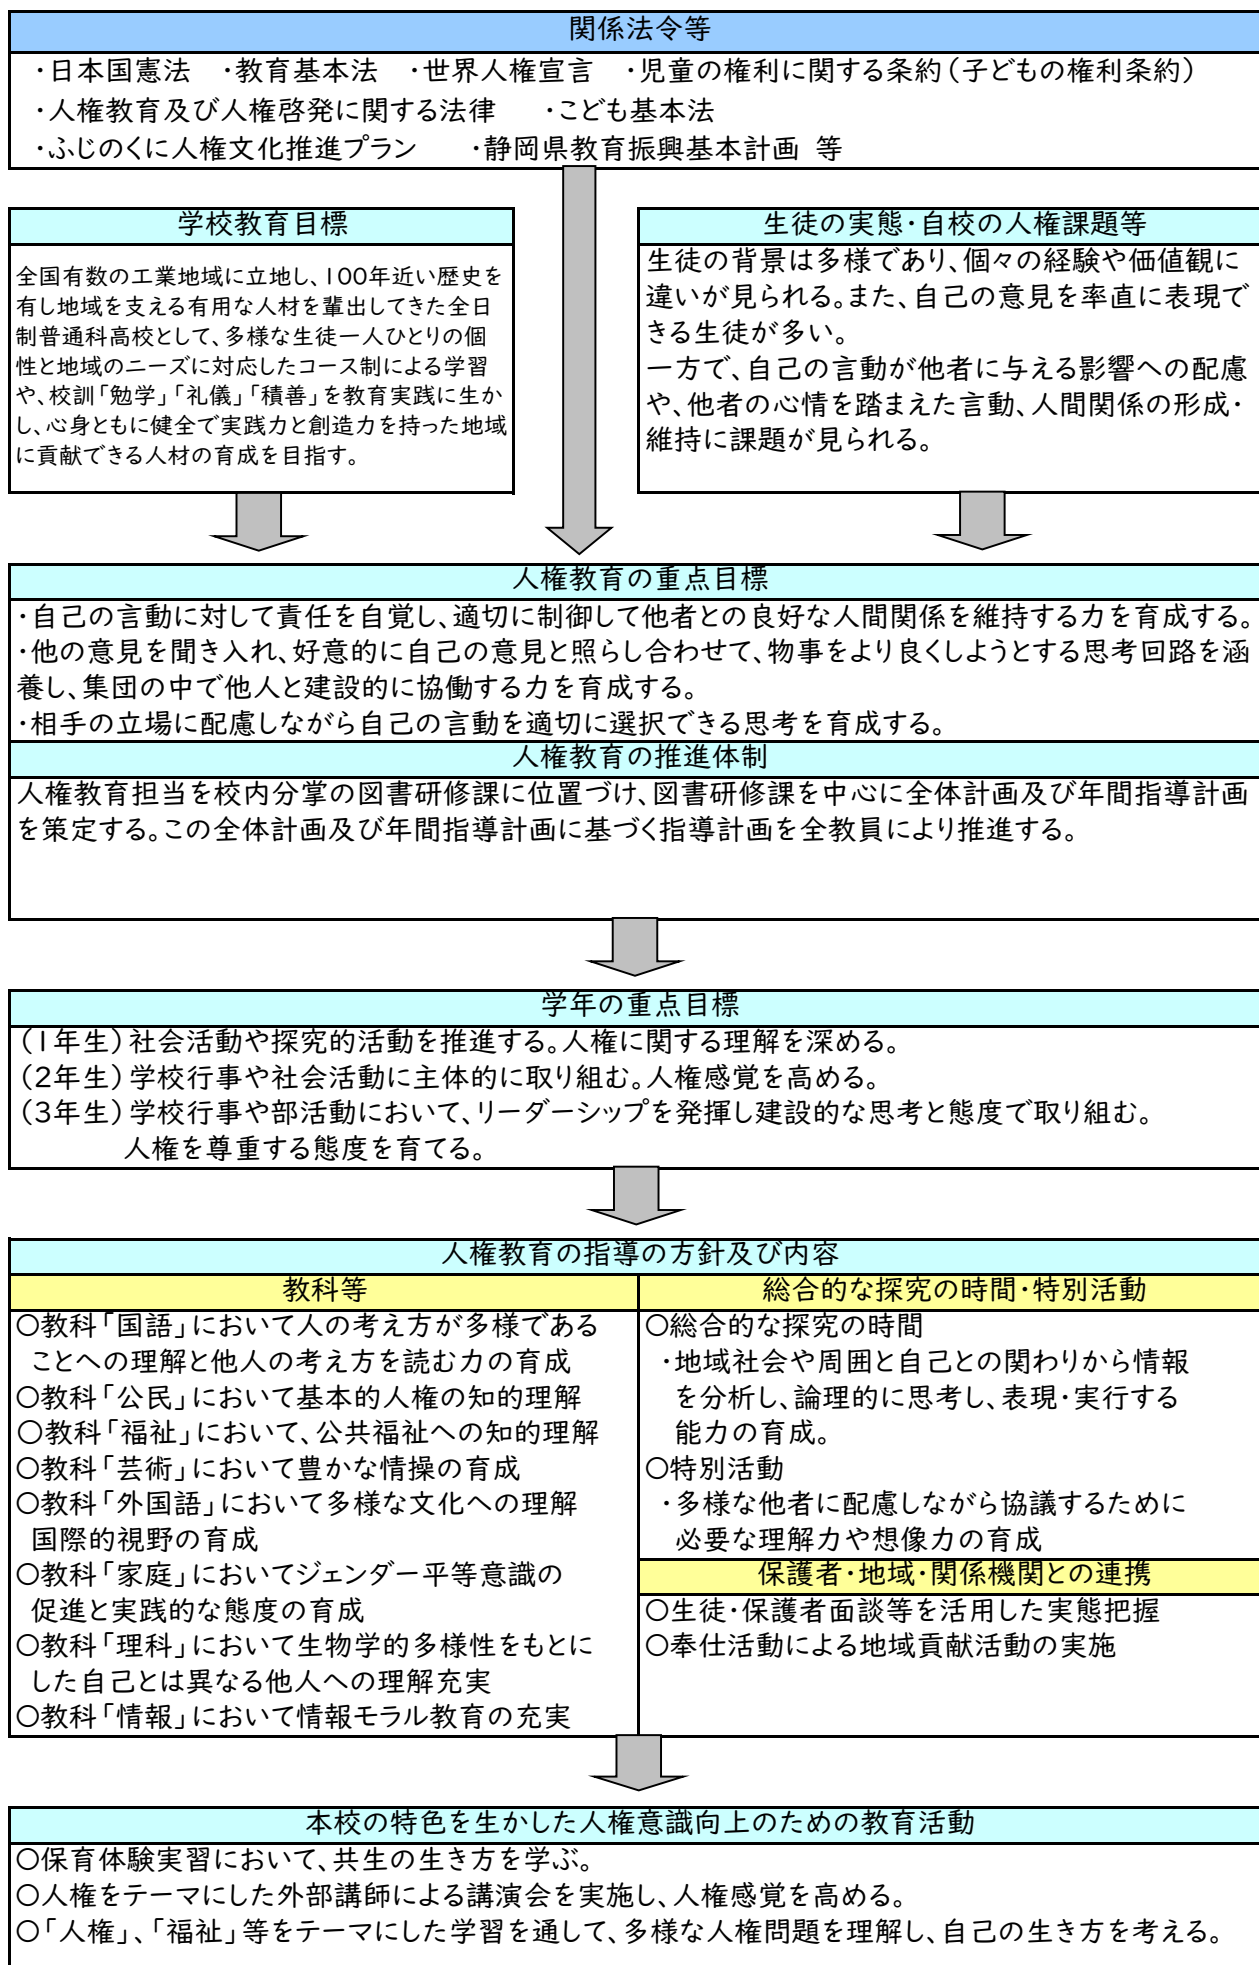 関係法令等
・日本国憲法　・教育基本法　・世界人権宣言　・児童の権利に関する条約（子どもの権利条約）
・人権教育及び人権啓発に関する法律　　・こども基本法
・ふじのくに人権文化推進プラン　　・静岡県教育振興基本計画　等
学校教育目標
全国有数の工業地域に立地し、100年近い歴史を
有し地域を支える有用な人材を輩出してきた全日
制普通科高校として、多様な生徒一人ひとりの個
性と地域のニーズに対応したコース制による学習
や、校訓「勉学」「礼儀」「積善」を教育実践に生か
し、心身ともに健全で実践力と創造力を持った地域
に貢献できる人材の育成を目指す。
生徒の実態・自校の人権課題等
生徒の背景は多様であり、個々の経験や価値観に
違いが見られる。また、自己の意見を率直に表現で
きる生徒が多い。
一方で、自己の言動が他者に与える影響への配慮
や、他者の心情を踏まえた言動、人間関係の形成・
維持に課題が見られる。
人権教育の重点目標
・自己の言動に対して責任を自覚し、適切に制御して他者との良好な人間関係を維持する力を育成する。
・他の意見を聞き入れ、好意的に自己の意見と照らし合わせて、物事をより良くしようとする思考回路を涵
養し、集団の中で他人と建設的に協働する力を育成する。
・相手の立場に配慮しながら自己の言動を適切に選択できる思考を育成する。
人権教育の推進体制
人権教育担当を校内分掌の図書研修課に位置づけ、図書研修課を中心に全体計画及び年間指導計画
を策定する。この全体計画及び年間指導計画に基づく指導計画を全教員により推進する。
学年の重点目標
（1年生）社会活動や探究的活動を推進する。人権に関する理解を深める。
（2年生）学校行事や社会活動に主体的に取り組む。人権感覚を高める。
（3年生）学校行事や部活動において、リーダーシップを発揮し建設的な思考と態度で取り組む。
人権を尊重する態度を育てる。
人権教育の指導の方針及び内容
教科等
○教科「国語」において人の考え方が多様である
ことへの理解と他人の考え方を読む力の育成
○教科「公民」において基本的人権の知的理解
○教科「福祉」において、公共福祉への知的理解
○教科「芸術」において豊かな情操の育成
○教科「外国語」において多様な文化への理解
国際的視野の育成
○教科「家庭」においてジェンダー平等意識の
促進と実践的な態度の育成
○教科「理科」において生物学的多様性をもとに
した自己とは異なる他人への理解充実
○教科「情報」において情報モラル教育の充実
総合的な探究の時間・特別活動
○総合的な探究の時間
・地域社会や周囲と自己との関わりから情報
を分析し、論理的に思考し、表現・実行する
能力の育成。
○特別活動
・多様な他者に配慮しながら協議するために
必要な理解力や想像力の育成
保護者・地域・関係機関との連携
○生徒・保護者面談等を活用した実態把握
○奉仕活動による地域貢献活動の実施
本校の特色を生かした人権意識向上のための教育活動
○保育体験実習において、共生の生き方を学ぶ。
○人権をテーマにした外部講師による講演会を実施し、人権感覚を高める。
○「人権」、「福祉」等をテーマにした学習を通して、多様な人権問題を理解し、自己の生き方を考える。